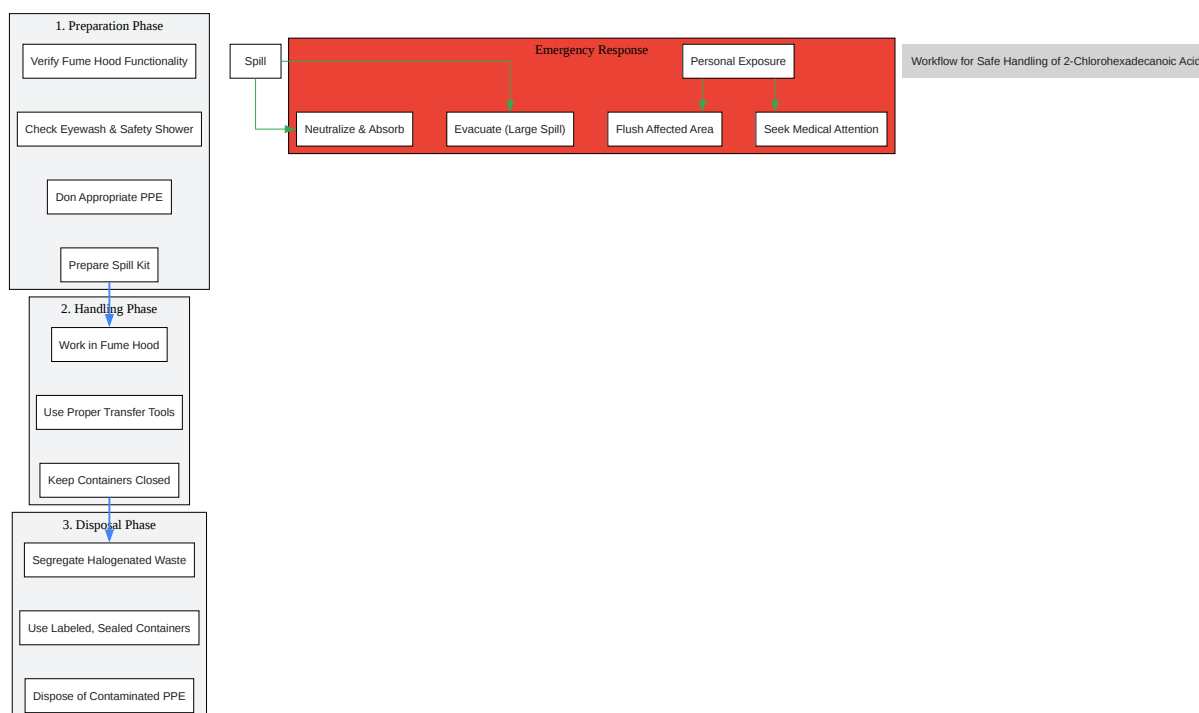 1. Preparation Phase
Verify Fume Hood Functionality
Check Eyewash & Safety Shower
Don Appropriate PPE
Prepare Spill Kit
2. Handling Phase
Work in Fume Hood
Use Proper Transfer Tools
Keep Containers Closed
3. Disposal Phase
Segregate Halogenated Waste
Use Labeled, Sealed Containers
Dispose of Contaminated PPE
Spill
Emergency Response
Personal Exposure
Neutralize & Absorb
Evacuate (Large Spill)
Flush Affected Area
Seek Medical Attention
Workflow for Safe Handling of 2-Chlorohexadecanoic Acid